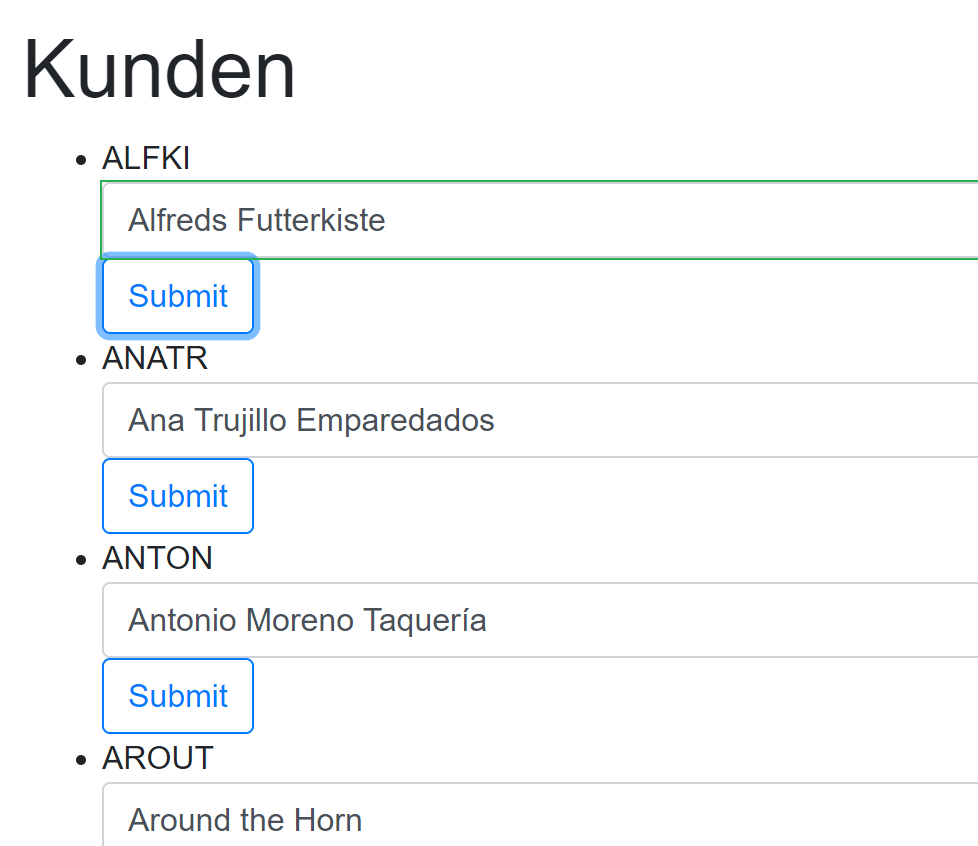 Kunden
ALFKI
Alfreds Futterkiste
Submit
ANATR
Ana Trujillo Emparedados
Submit
ANTON
Antonio Moreno Taquería
Submit
AROUT
Around the Horn